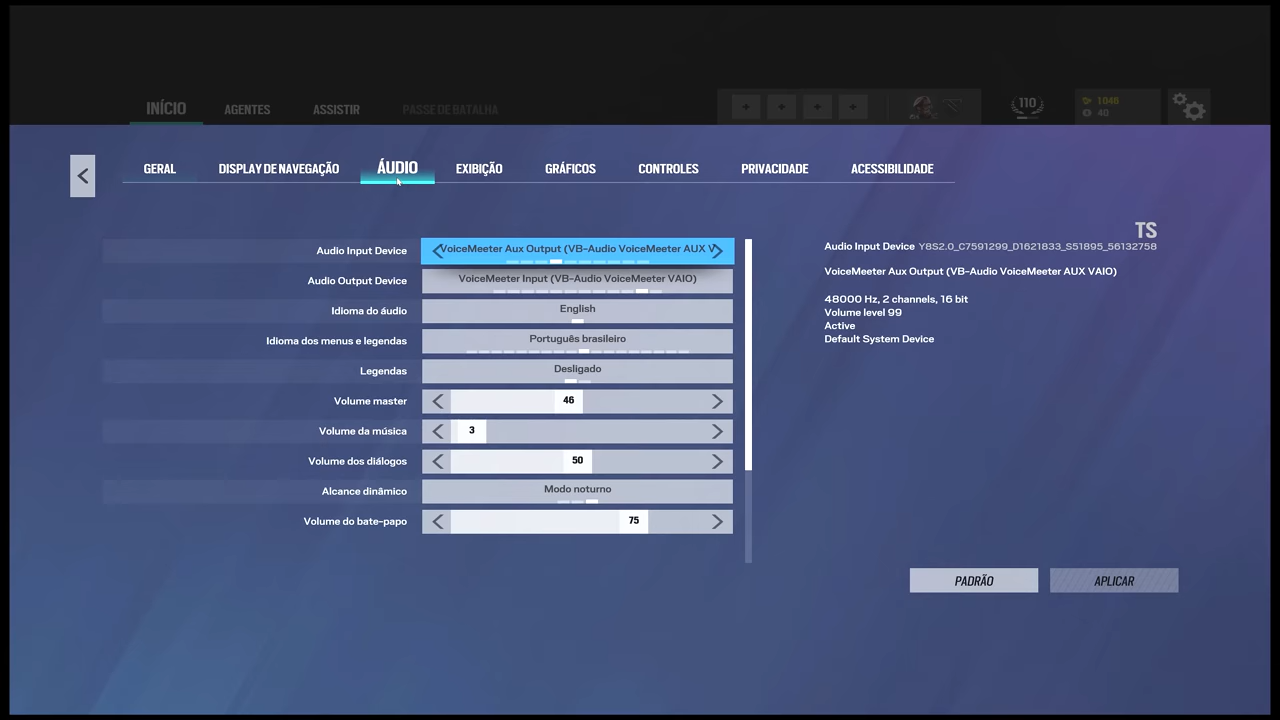 INÍCIO AGENTES ASSISTIR PASSE DE BATALHA 110 1046 40
GERAL DISPLAY DE NAVEGAÇÃO ÁUDIO EXIBIÇÃO GRÁFICOS CONTROLES PRIVACIDADE ACESSIBILIDADE
TS
Audio Input Device VoiceMeeter Aux Output (VB-Audio VoiceMeeter AUX V
Audio Output Device VoiceMeeter Input (VB-Audio VoiceMeeter VAIO)
Idioma do áudio English
Idioma dos menus e legendas Português brasileiro
Legendas Desligado
Volume master 46
Volume da música 3
Volume dos diálogos 50
Alcance dinâmico Modo noturno
Volume do bate-papo 75
Audio Input Device Y8S2.0_C7591299_D1621833_S51895_56132758
VoiceMeeter Aux Output (VB-Audio VoiceMeeter AUX VAIO)
48000 Hz, 2 channels, 16 bit
Volume level 99
Active
Default System Device
PADRÃO APLICAR